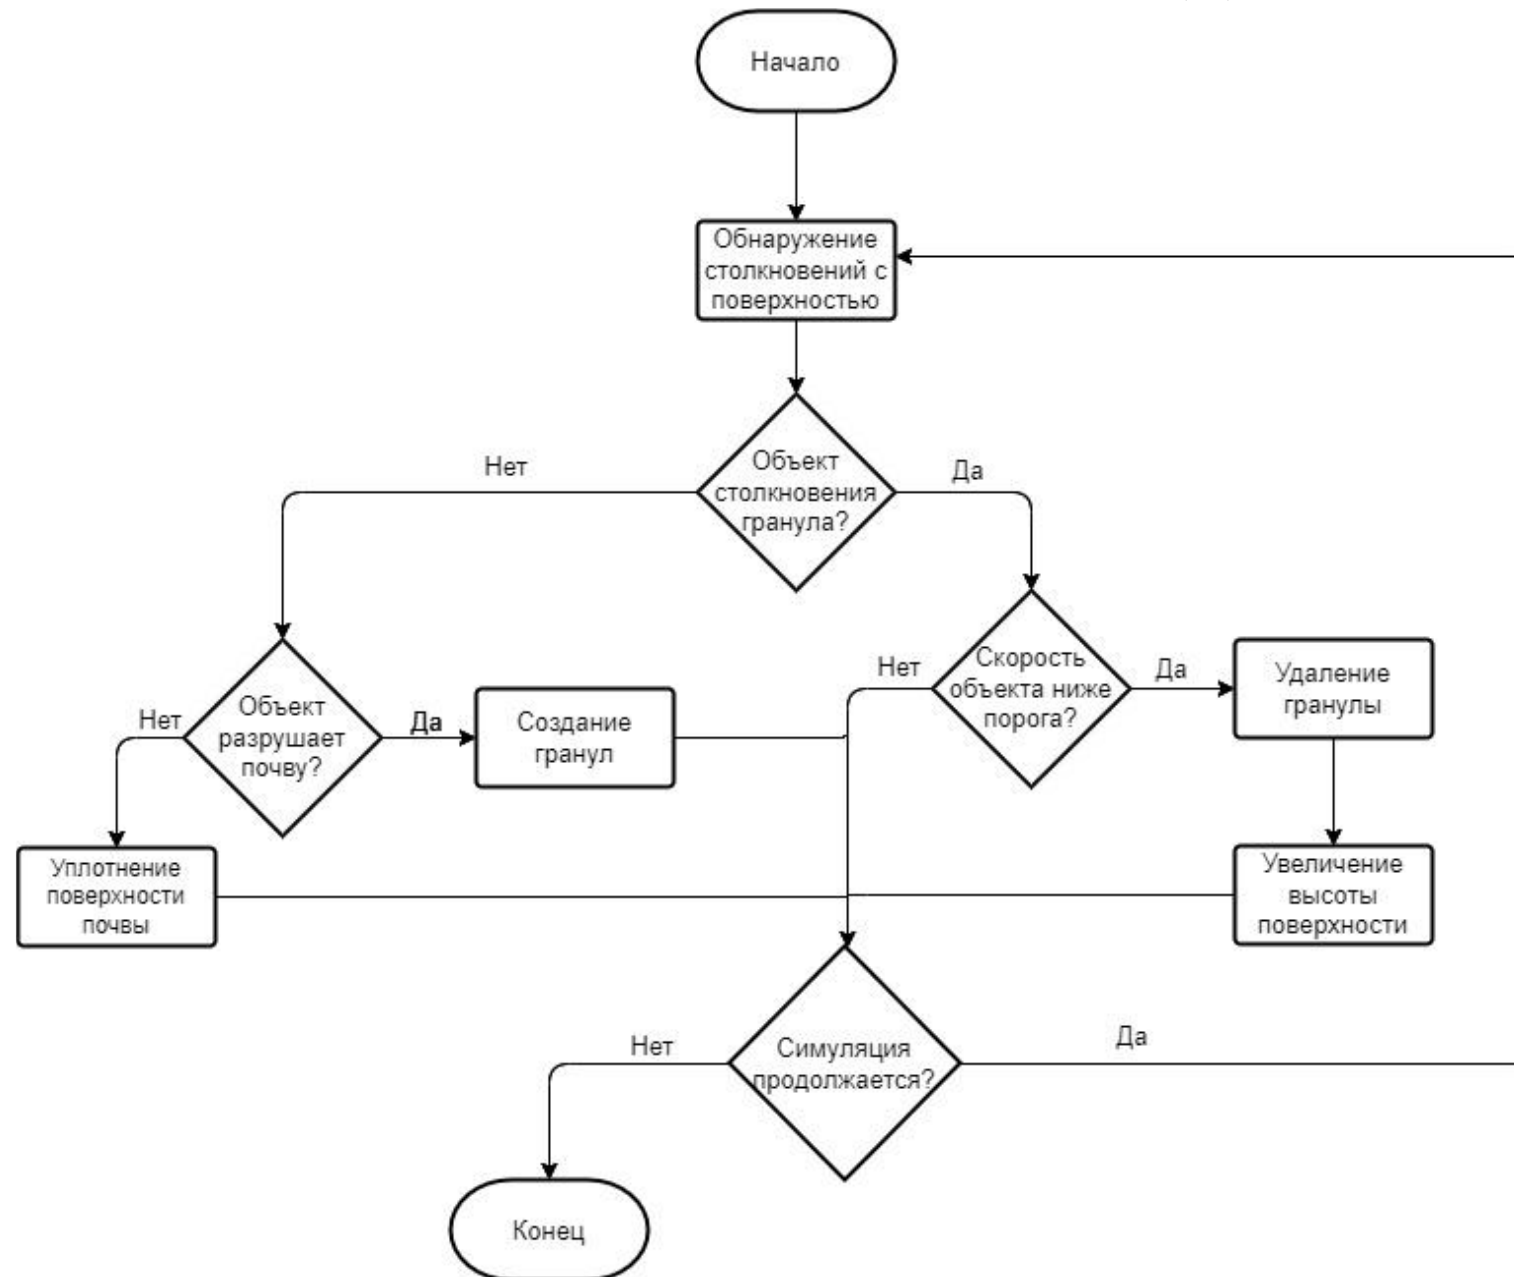 Начало
Обнаружение
столкновений с
поверхностью
Нет
Объект
столкновения
гранула?
Да
Нет
Объект
разрушает
почву?
Да
Создание
гранул
Нет
Скорость
объекта ниже
порога?
Да
Удаление
гранулы
Уплотнение
поверхности
почвы
Увеличение
высоты
поверхности
Нет
Симуляция
продолжается?
Да
Конец